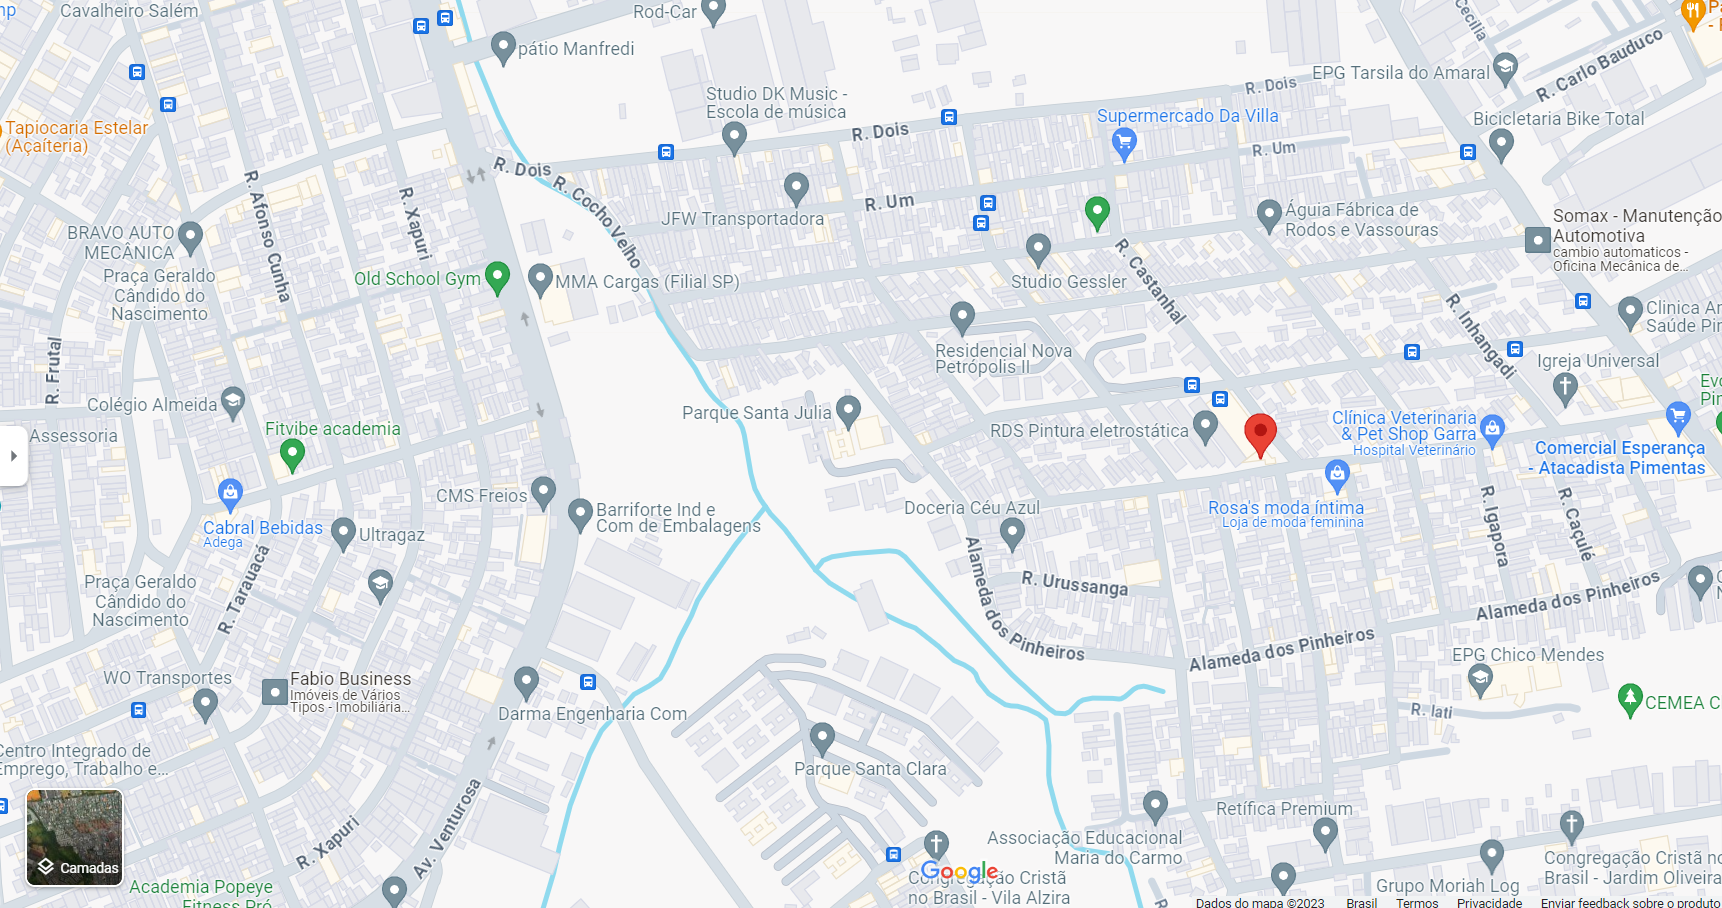 Cavalheiro Salém
Rod-Car
pátio Manfredi
Cecília
R. Carlo Bauduco
EPG Tarsila do Amaral
R. Dois
Studio DK Music -
Escola de música
Supermercado Da Villa
Bicicletaria Bike Total
Tapiocaria Estelar
(Açaíteria)
R. Dois
R. Um
R. Dois
R. Cocho Velho
R. Afonso Cunha
R. Xapuri
JFW Transportadora
R. Um
Águia Fábrica de
Rodos e Vassouras
Somax - Manutenção
Automotiva
cambio automaticos -
Oficina Mecânica de...
BRAVO AUTO
MECÂNICA
Praça Geraldo
Cândido do
Nascimento
Old School Gym
MMA Cargas (Filial SP)
Studio Gessler
R. Castanhal
R. Inhangadi
Clinica
Saúde
R. Frutal
Residencial Nova
Petrópolis II
Igreja Universal
Colégio Almeida
Assessoria
Fitvibe academia
Parque Santa Julia
RDS Pintura eletrostática
Clínica Veterinaria
& Pet Shop Garra
Hospital Veterinário
Comercial Esperança
- Atacadista Pimentas
CMS Freios
Barriforte Ind e
Com de Embalagens
Doceria Céu Azul
Rosa's moda íntima
Loja de moda feminina
R. Igapora
R. Caçulé
Cabral Bebidas
Adega
Ultragaz
R. Tarauacá
Praça Geraldo
Cândido do
Nascimento
R. Urussanga
Alameda dos Pinheiros
Alameda dos Pinheiros
Alameda dos Pinheiros
EPG Chico Mendes
WO Transportes
Fabio Business
Imóveis de Vários
Tipos - Imobiliária...
Darma Engenharia Com
R. Iati
CEMEA C
Centro Integrado de
Emprego, Trabalho e...
Parque Santa Clara
Av. Venturosa
R. Xapuri
Camadas
Retífica Premium
Associação Educacional
Maria do Carmo
Academia Popeye
Fitness Pró
Google
Congregação Cristã
no Brasil - Vila Alzira
Grupo Moriah Log
Congregação Cristã no
Brasil - Jardim Oliveira
R.
Dados do mapa ©2023 Brasil Termos Privacidade Enviar feedback sobre o produto